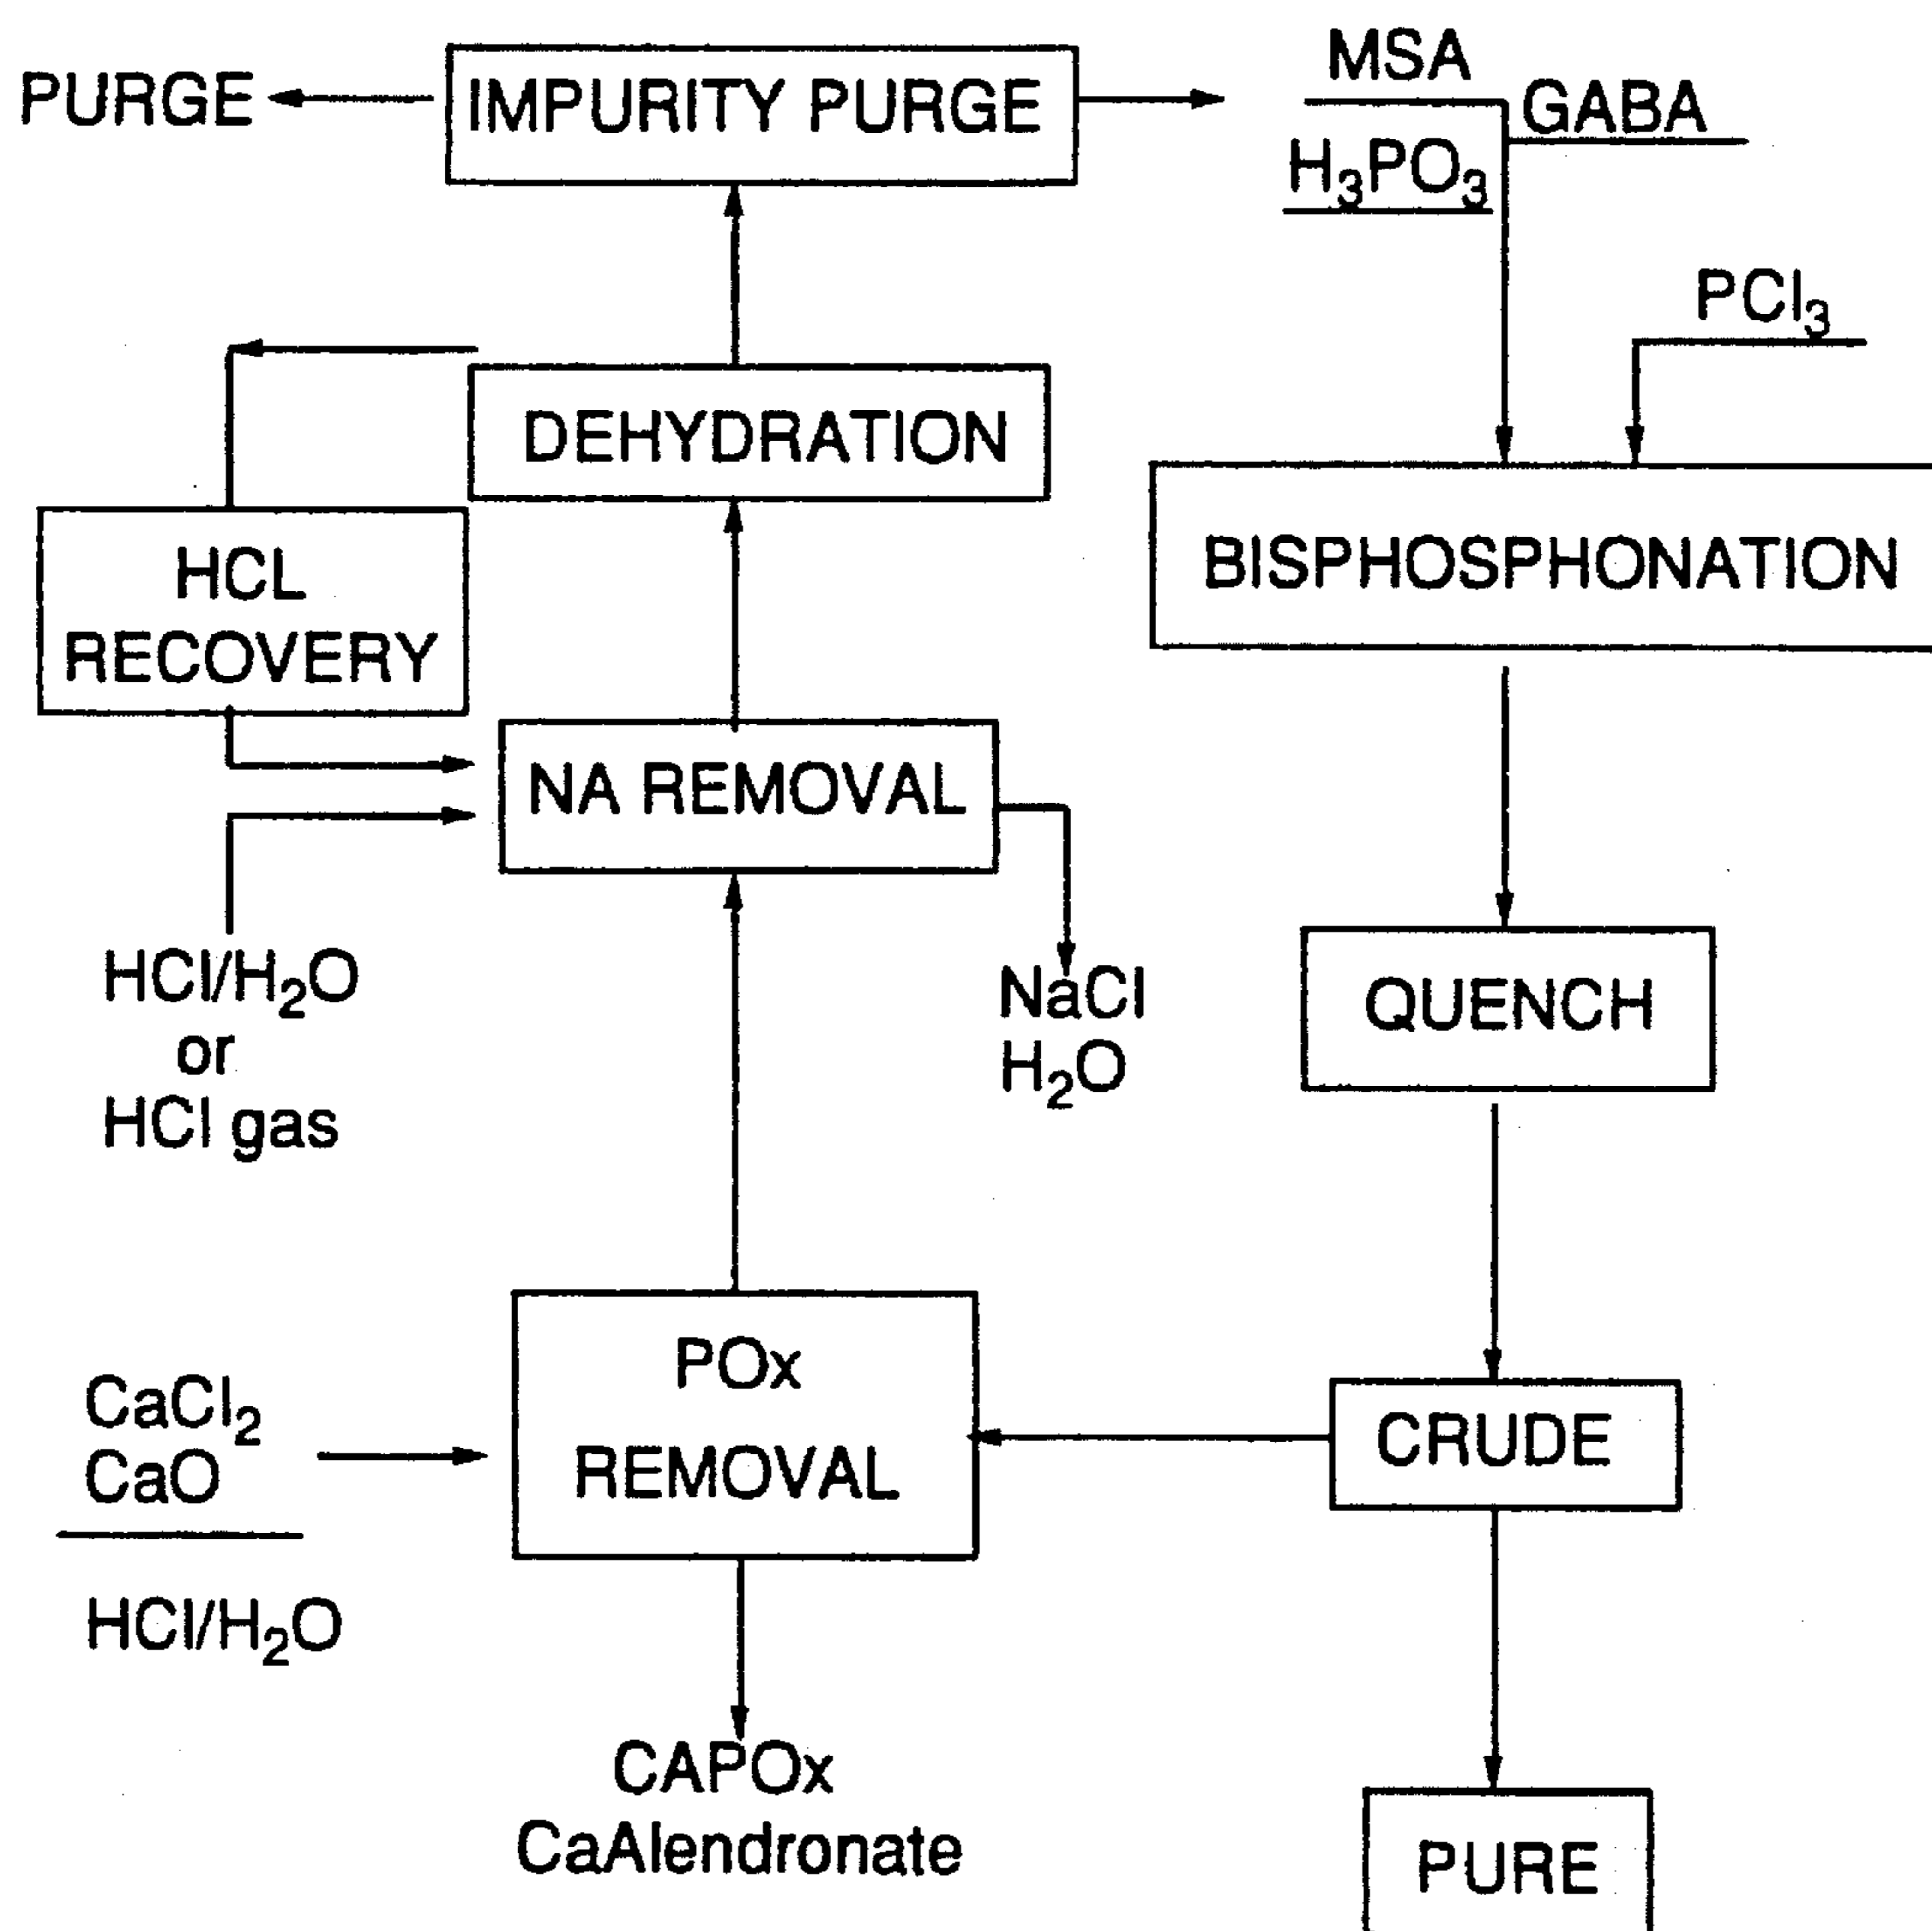 PURGE
IMPURITY PURGE
MSA
GABA
H₃PO₃
PCl₃
DEHYDRATION
BISPHOSPHONATION
HCL
RECOVERY
NA REMOVAL
HCl/H₂O
or
HCl gas
NaCl
H₂O
QUENCH
POx
REMOVAL
CaCl₂
CaO
HCl/H₂O
CRUDE
CAPOx
CaAlendronate
PURE